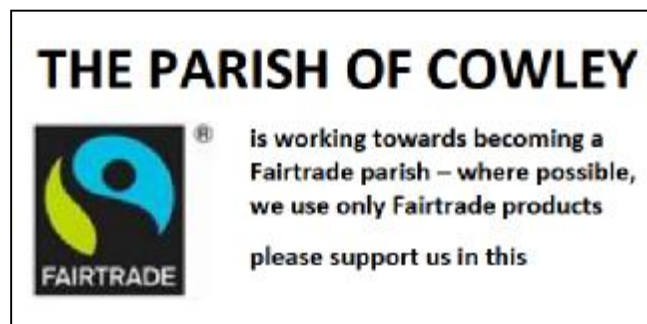 THE PARISH OF COWLEY
®
is working towards becoming a
Fairtrade parish – where possible,
we use only Fairtrade products
please support us in this
FAIRTRADE